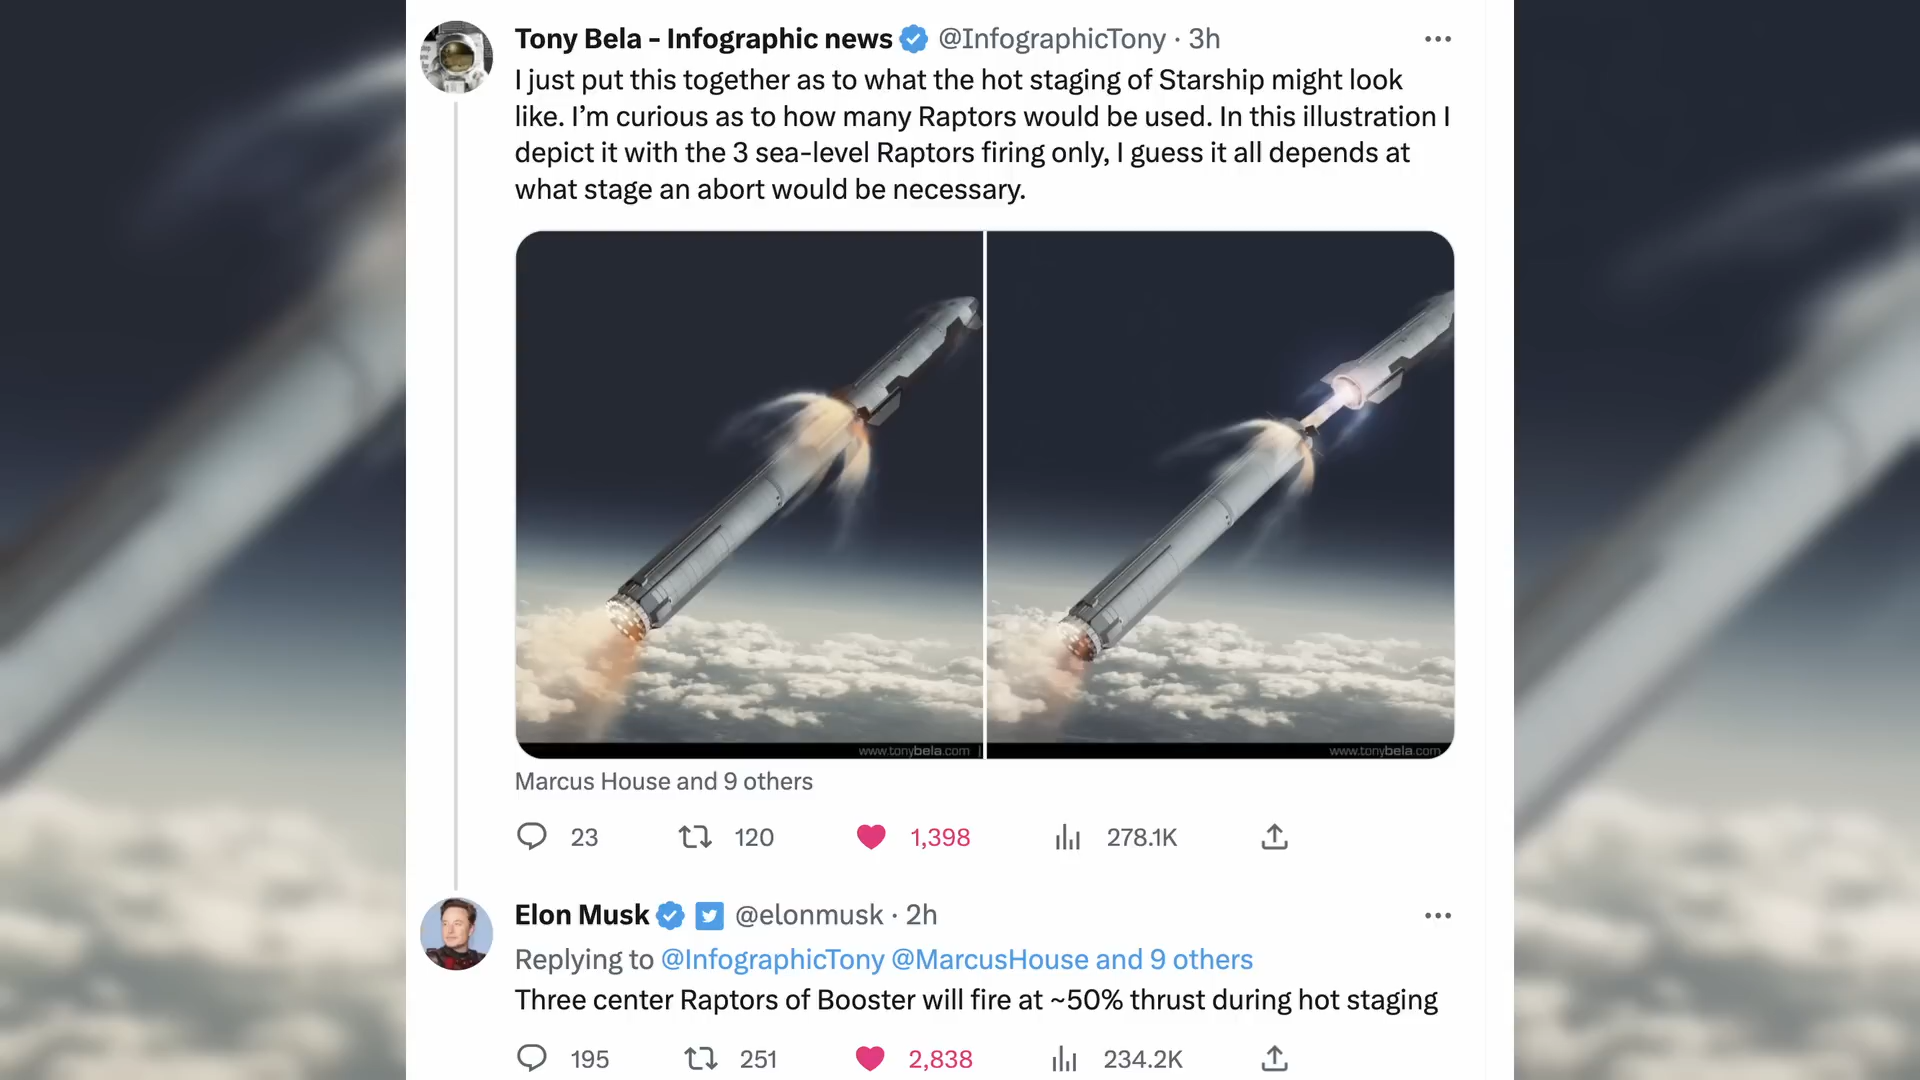 Tony Bela - Infographic news @InfographicTony · 3h
I just put this together as to what the hot staging of Starship might look
like. I’m curious as to how many Raptors would be used. In this illustration I
depict it with the 3 sea-level Raptors firing only, I guess it all depends at
what stage an abort would be necessary.
www.tonybela.com | www.tonybela.com
Marcus House and 9 others
23 120 1,398 278.1K
Elon Musk @elonmusk · 2h
Replying to @InfographicTony @MarcusHouse and 9 others
Three center Raptors of Booster will fire at ~50% thrust during hot staging
195 251 2,838 234.2K